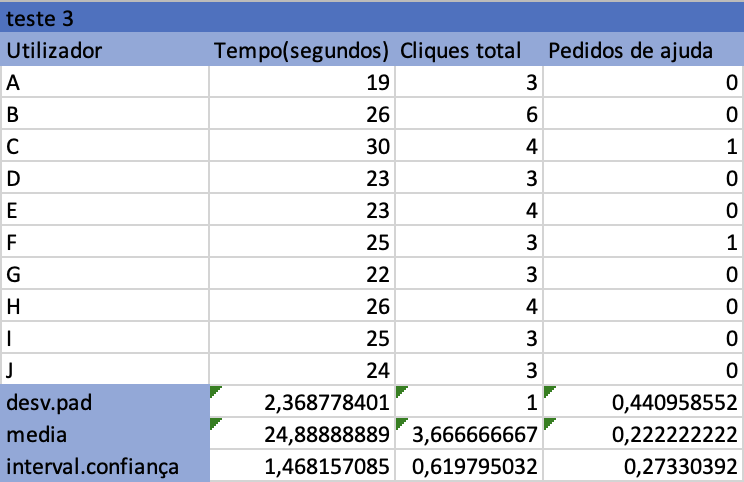 teste 3
Utilizador Tempo(segundos) Cliques total Pedidos de ajuda
A 19 3 0
B 26 6 0
C 30 4 1
D 23 3 0
E 23 4 0
F 25 3 1
G 22 3 0
H 26 4 0
I 25 3 0
J 24 3 0
desv.pad 2,368778401 1 0,440958552
media 24,88888889 3,666666667 0,222222222
interval.confiança 1,468157085 0,619795032 0,27330392